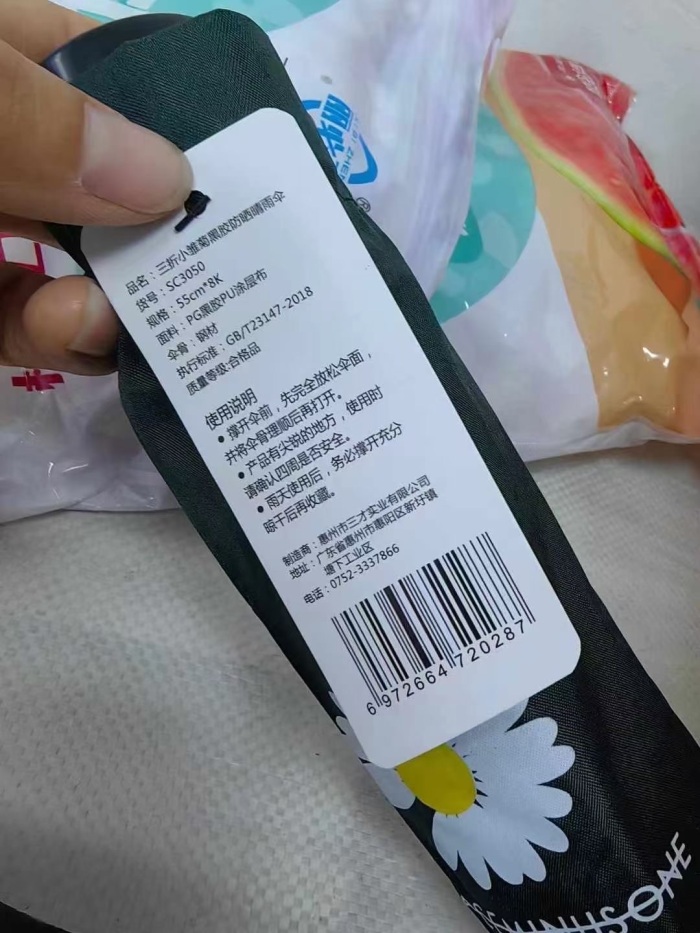 品名：三折小雏菊黑胶防晒晴雨伞
货号：SC3050
规格：55cm*8K
面料：PG黑胶PU涂层布
伞骨：钢材
执行标准：GB/T23147-2018
质量等级:合格品
使用说明
● 撑开伞前，先完全放松伞面，
并将伞骨理顺后再打开。
● 产品有尖锐的地方，使用时
请确认四周是否安全。
● 雨天使用后，务必撑开充分
晾干后再收藏。
制造商：惠州市三才实业有限公司
地址：广东省惠州市惠阳区新圩镇
塘下工业区
电话：0752-3337866
6 972664 720287